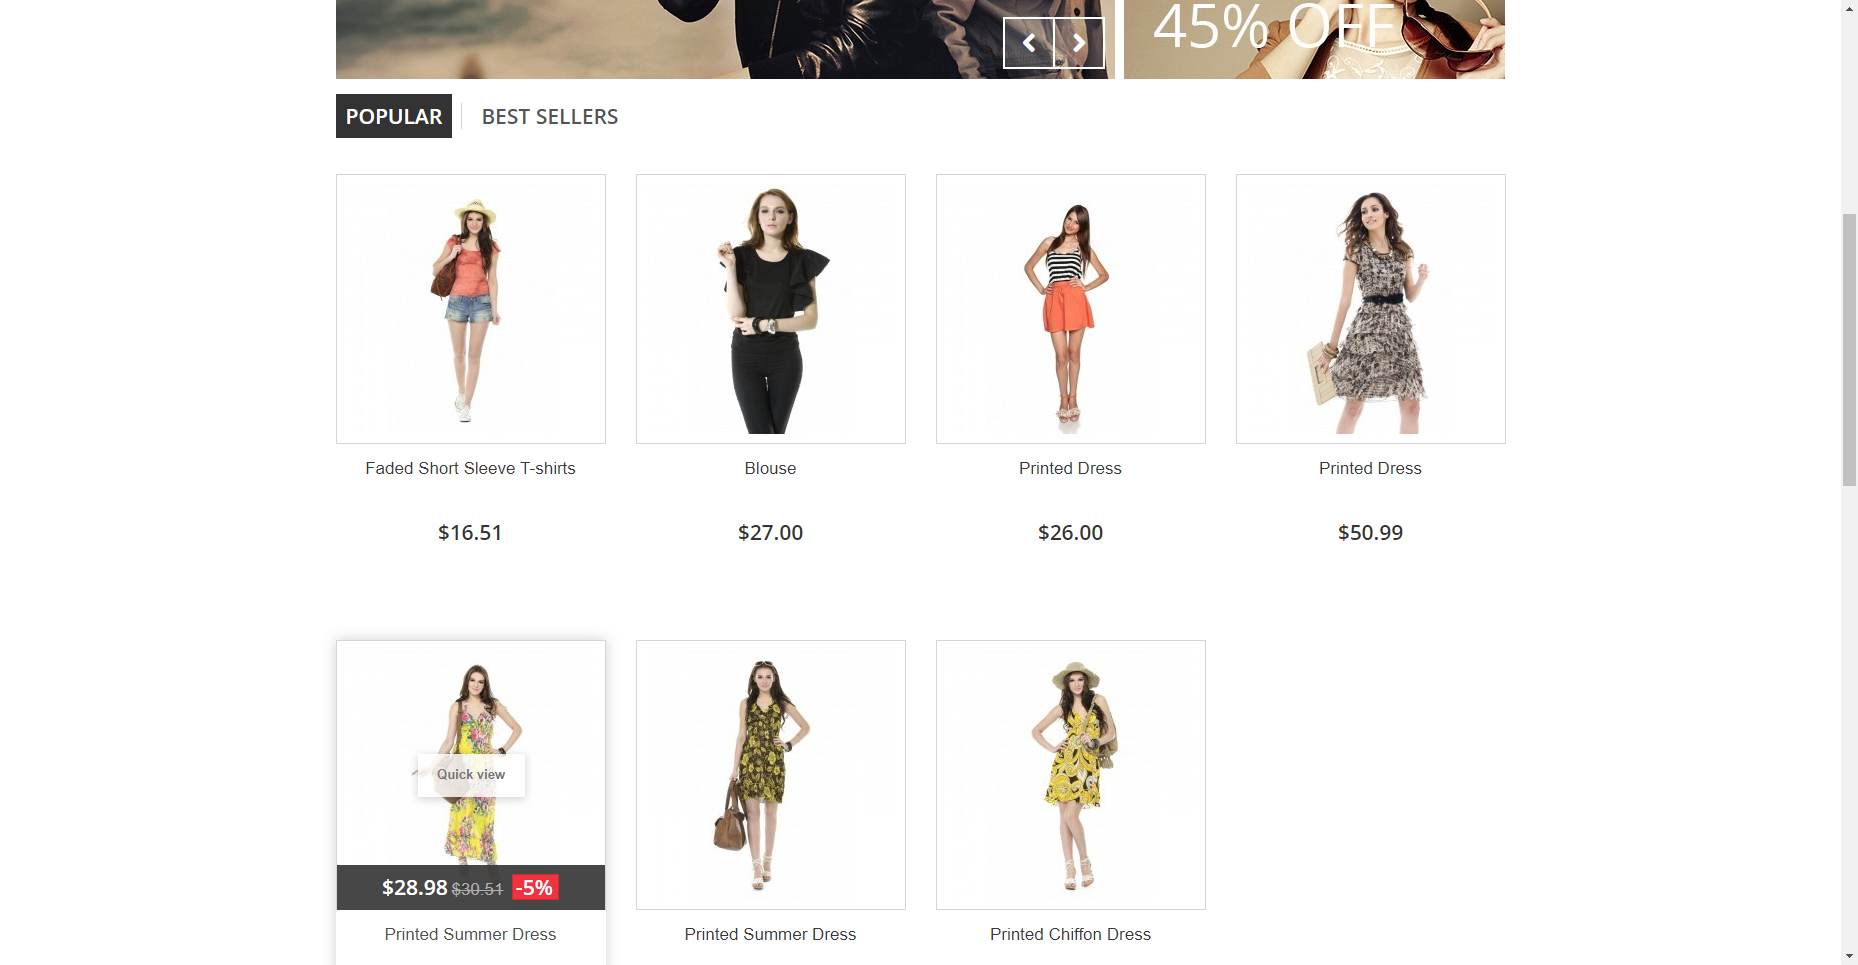 45% OFF
POPULAR
BEST SELLERS
Faded Short Sleeve T-shirts
Blouse
Printed Dress
Printed Dress
$16.51
$27.00
$26.00
$50.99
Quick view
$28.98 $30.51 -5%
Printed Summer Dress
Printed Summer Dress
Printed Chiffon Dress